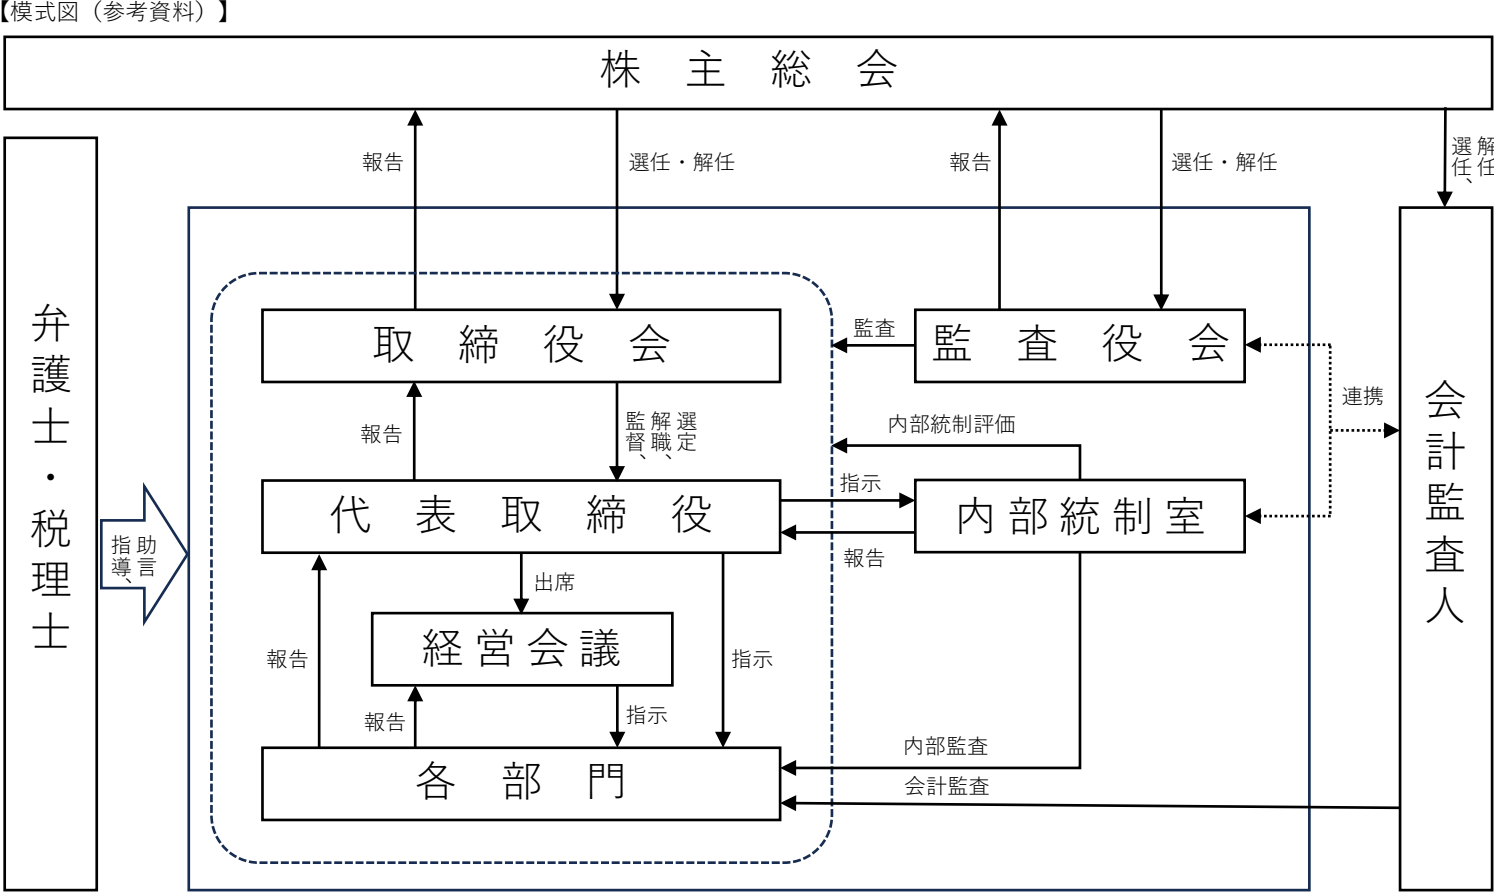 【模式図（参考資料）】
株主総会
報告
選任・解任
報告
選任・解任
選任、
解任
弁護士・税理士
指導、
助言
取締役会
監査
監査役会
連携
会計監査人
報告
選定
解職、
監督、
内部統制評価
代表取締役
指示
報告
内部統制室
出席
経営会議
報告
指示
報告
指示
各部門
内部監査
会計監査